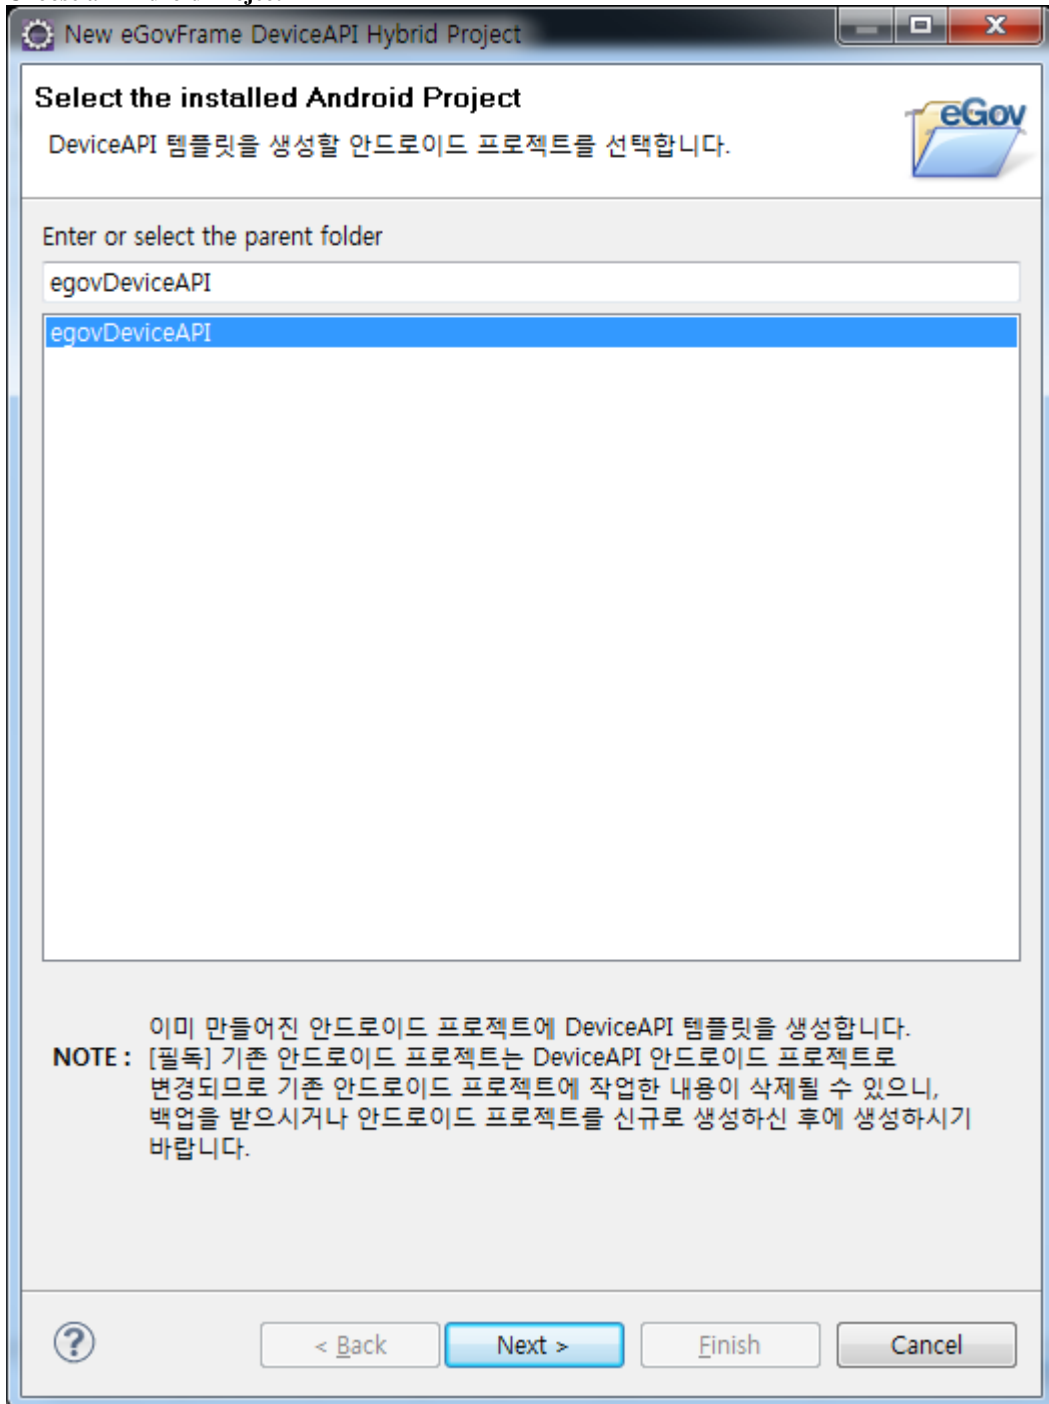 New eGovFrame DeviceAPI Hybrid Project
Select the installed Android Project
DeviceAPI 템플릿을 생성할 안드로이드 프로젝트를 선택합니다.
eGov
Enter or select the parent folder
egovDeviceAPI
egovDeviceAPI
이미 만들어진 안드로이드 프로젝트에 DeviceAPI 템플릿을 생성합니다.
NOTE : [필독] 기존 안드로이드 프로젝트는 DeviceAPI 안드로이드 프로젝트로
변경되므로 기존 안드로이드 프로젝트에 작업한 내용이 삭제될 수 있으니,
백업을 받으시거나 안드로이드 프로젝트를 신규로 생성하신 후에 생성하시기
바랍니다.
< Back Next > Finish Cancel